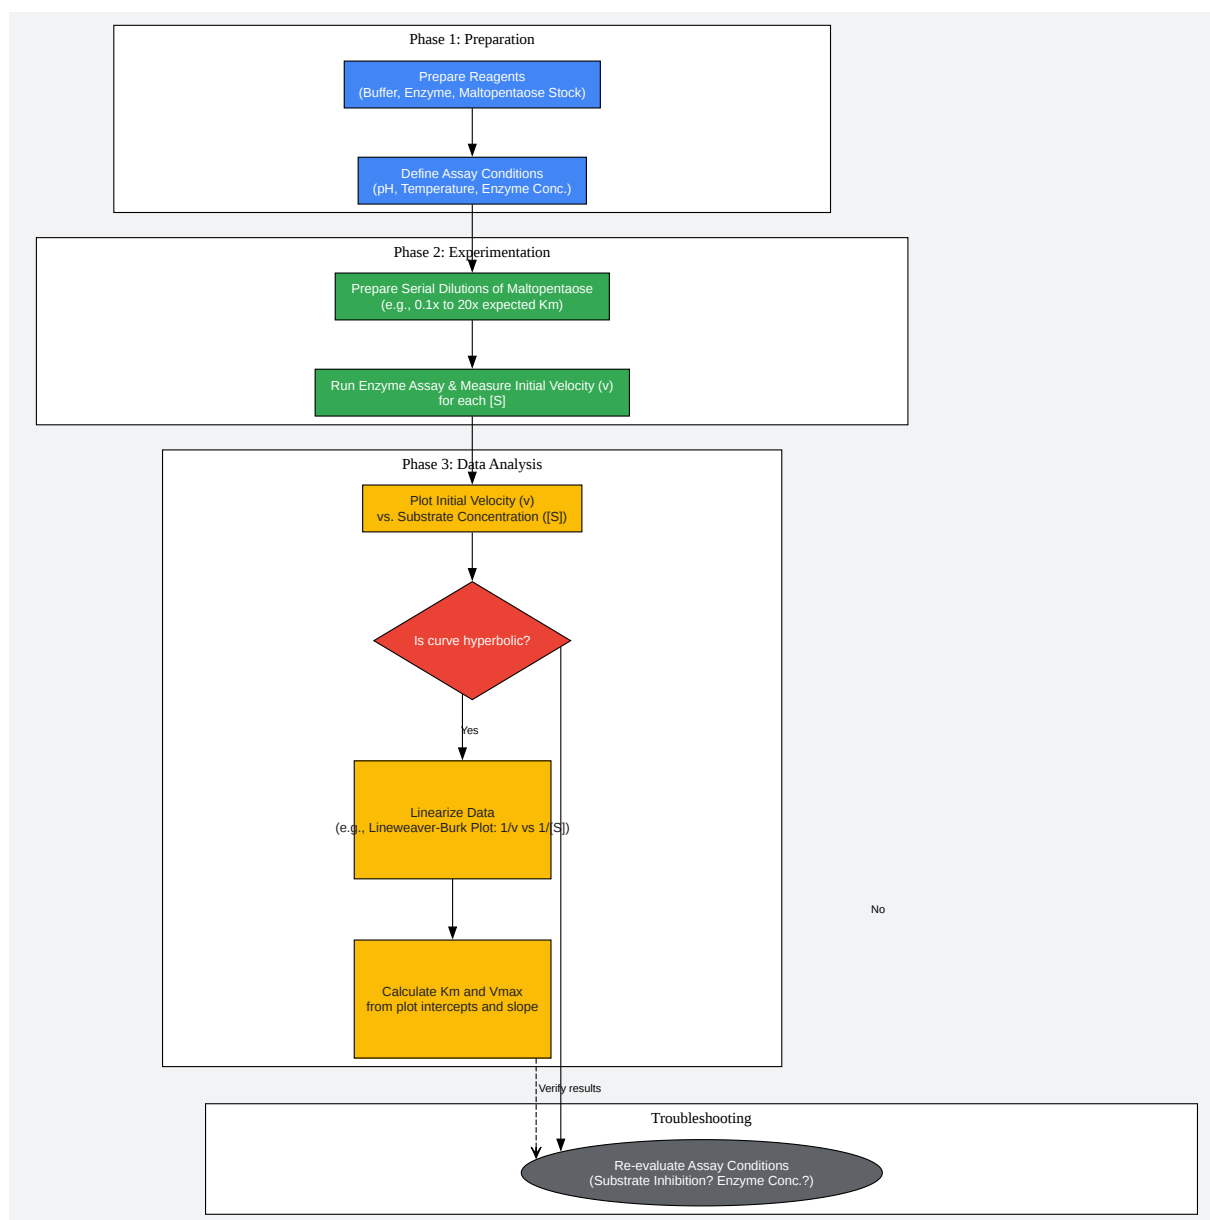 Phase 1: Preparation
Prepare Reagents
(Buffer, Enzyme, Maltopentaose Stock)
Define Assay Conditions
(pH, Temperature, Enzyme Conc.)
Phase 2: Experimentation
Prepare Serial Dilutions of Maltopentaose
(e.g., 0.1x to 20x expected Km)
Run Enzyme Assay & Measure Initial Velocity (v)
for each [S]
Phase 3: Data Analysis
Plot Initial Velocity (v)
vs. Substrate Concentration ([S])
Is curve hyperbolic?
Yes
Linearize Data
(e.g., Lineweaver-Burk Plot: 1/v vs 1/[S])
No
Calculate Km and Vmax
from plot intercepts and slope
Verify results
Troubleshooting
Re-evaluate Assay Conditions
(Substrate Inhibition? Enzyme Conc.?)